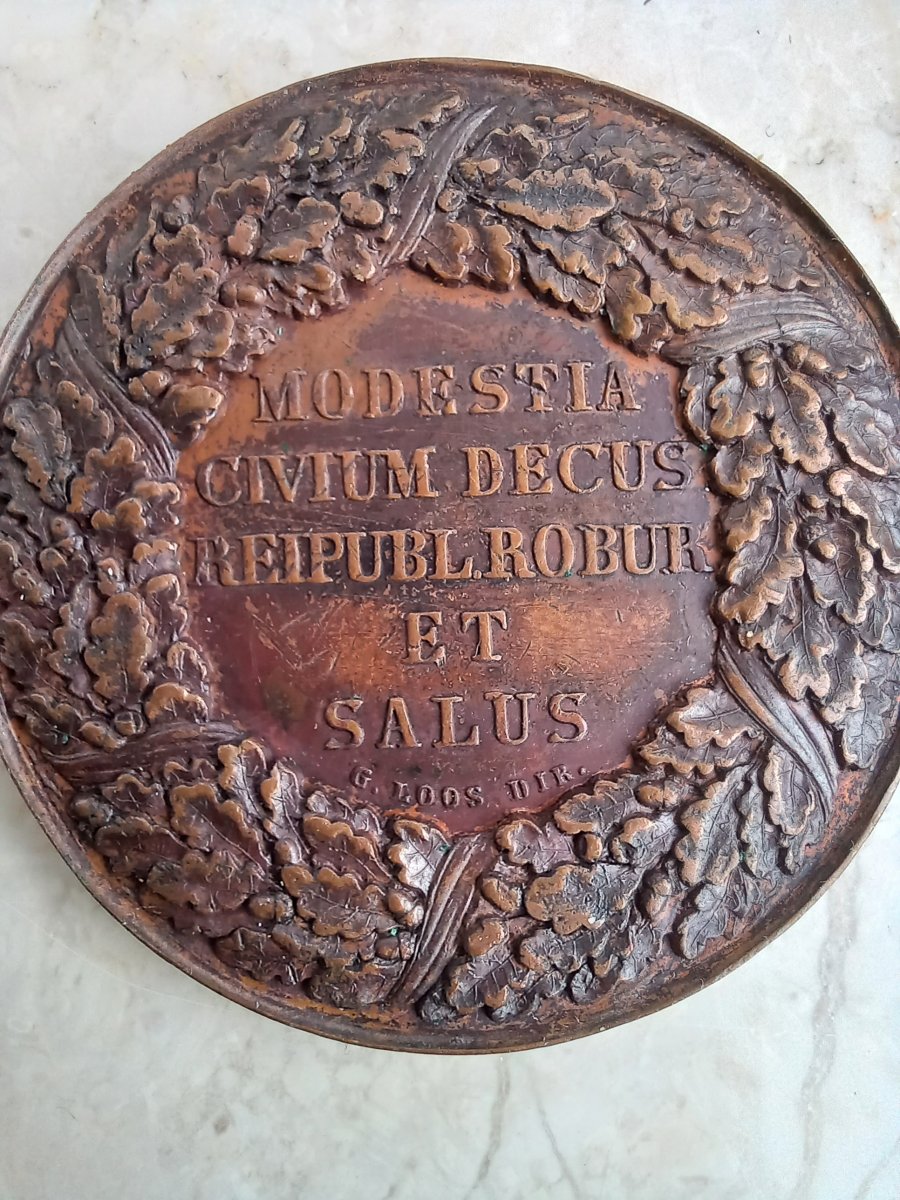 MODESTIA
CIVIUM DECUS
REIPUBL. ROBUR
ET
SALUS
G. LOOS DIR.